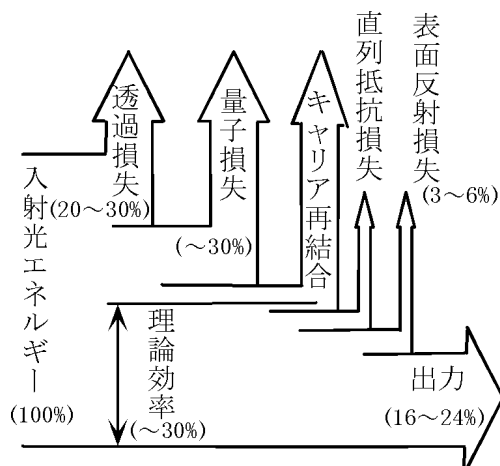 入射光エネルギー
(100%)
透過損失
(20～30%)
量子損失
(～30%)
キャリア再結合
直列抵抗損失
表面反射損失
(3～6%)
理論効率
(～30%)
出力
(16～24%)